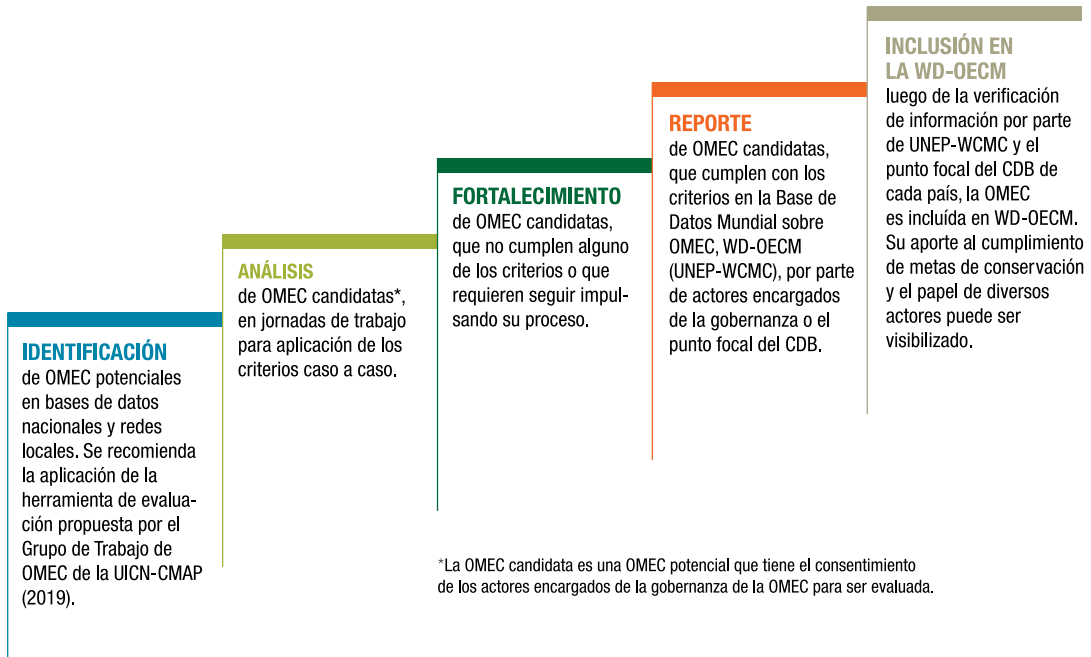 IDENTIFICACIÓN
de OMEC potenciales
en bases de datos
nacionales y redes
locales. Se recomienda
la aplicación de la
herramienta de evalua-
ción propuesta por el
Grupo de Trabajo de
OMEC de la UICN-CMAP
(2019).
ANÁLISIS
de OMEC candidatas*,
en jornadas de trabajo
para aplicación de los
criterios caso a caso.
FORTALECIMIENTO
de OMEC candidatas,
que no cumplen alguno
de los criterios o que
requieren seguir impul-
sando su proceso.
REPORTE
de OMEC candidatas,
que cumplen con los
criterios en la Base de
Datos Mundial sobre
OMEC, WD-OECM
(UNEP-WCMC), por parte
de actores encargados
de la gobernanza o el
punto focal del CDB.
INCLUSIÓN EN
LA WD-OECM
luego de la verificación
de información por parte
de UNEP-WCMC y el
punto focal del CDB de
cada país, la OMEC
es incluída en WD-OECM.
Su aporte al cumplimiento
de metas de conservación
y el papel de diversos
actores puede ser
visibilizado.
*La OMEC candidata es una OMEC potencial que tiene el consentimiento
de los actores encargados de la gobernanza de la OMEC para ser evaluada.